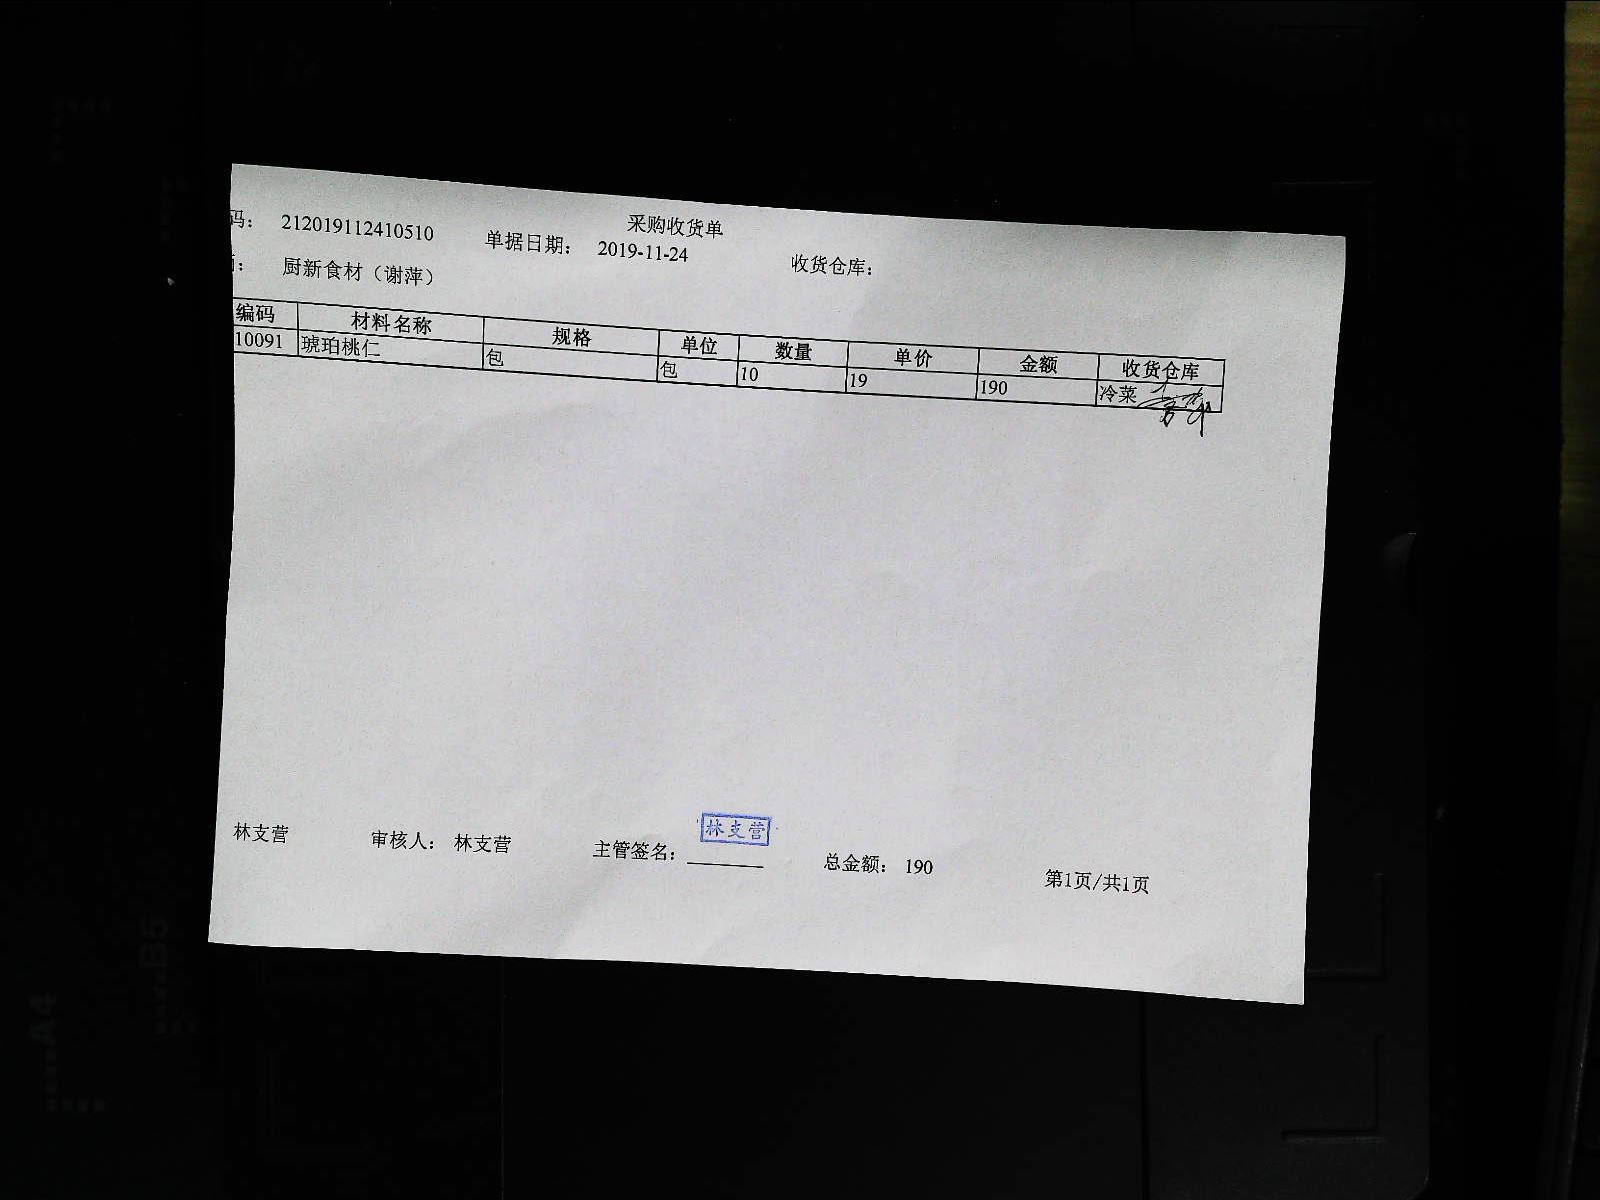 采购收货单
码: 212019112410510 单据日期: 2019-11-24 收货仓库:
商: 厨新食材(谢萍)
编码 材料名称 规格 单位 数量 单价 金额 收货仓库
10091 琥珀桃仁 包 包 10 19 190 冷菜
林支营
林支营 审核人: 林支营 主管签名: 总金额: 190 第1页/共1页